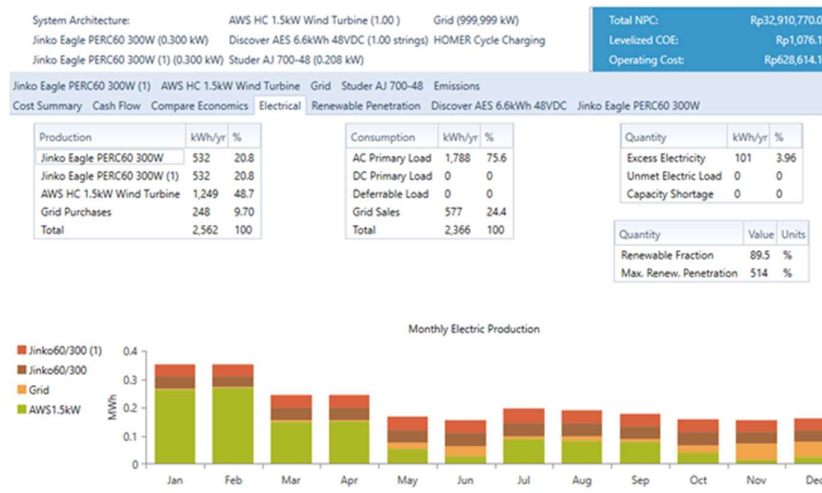 System Architecture: AWS HC 1.5kW Wind Turbine (1.00 ) Grid (999,999 kW)
Jinko Eagle PERC60 300W (0.300 kW) Discover AES 6.6kWh 48VDC (1.00 strings) HOMER Cycle Charging
Jinko Eagle PERC60 300W (1) (0.300 kW) Studer AJ 700-48 (0.208 kW)
Total NPC: Rp32,910,770.0
Levelized COE: Rp1,076.1
Operating Cost: Rp628,614.1
Jinko Eagle PERC60 300W (1) AWS HC 1.5kW Wind Turbine Grid Studer AJ 700-48 Emissions
Cost Summary Cash Flow Compare Economics Electrical Renewable Penetration Discover AES 6.6kWh 48VDC Jinko Eagle PERC60 300W
Production kWh/yr %
Jinko Eagle PERC60 300W 532 20.8
Jinko Eagle PERC60 300W (1) 532 20.8
AWS HC 1.5kW Wind Turbine 1,249 48.7
Grid Purchases 248 9.70
Total 2,562 100
Consumption kWh/yr %
AC Primary Load 1,788 75.6
DC Primary Load 0 0
Deferrable Load 0 0
Grid Sales 577 24.4
Total 2,366 100
Quantity kWh/yr %
Excess Electricity 101 3.96
Unmet Electric Load 0 0
Capacity Shortage 0 0
Quantity Value Units
Renewable Fraction 89.5 %
Max. Renew. Penetration 514 %
Monthly Electric Production
Jinko60/300 (1)
Jinko60/300
Grid
AWS1.5kW
MWh
0.4
0.3
0.2
0.1
0
Jan Feb Mar Apr May Jun Jul Aug Sep Oct Nov Dec